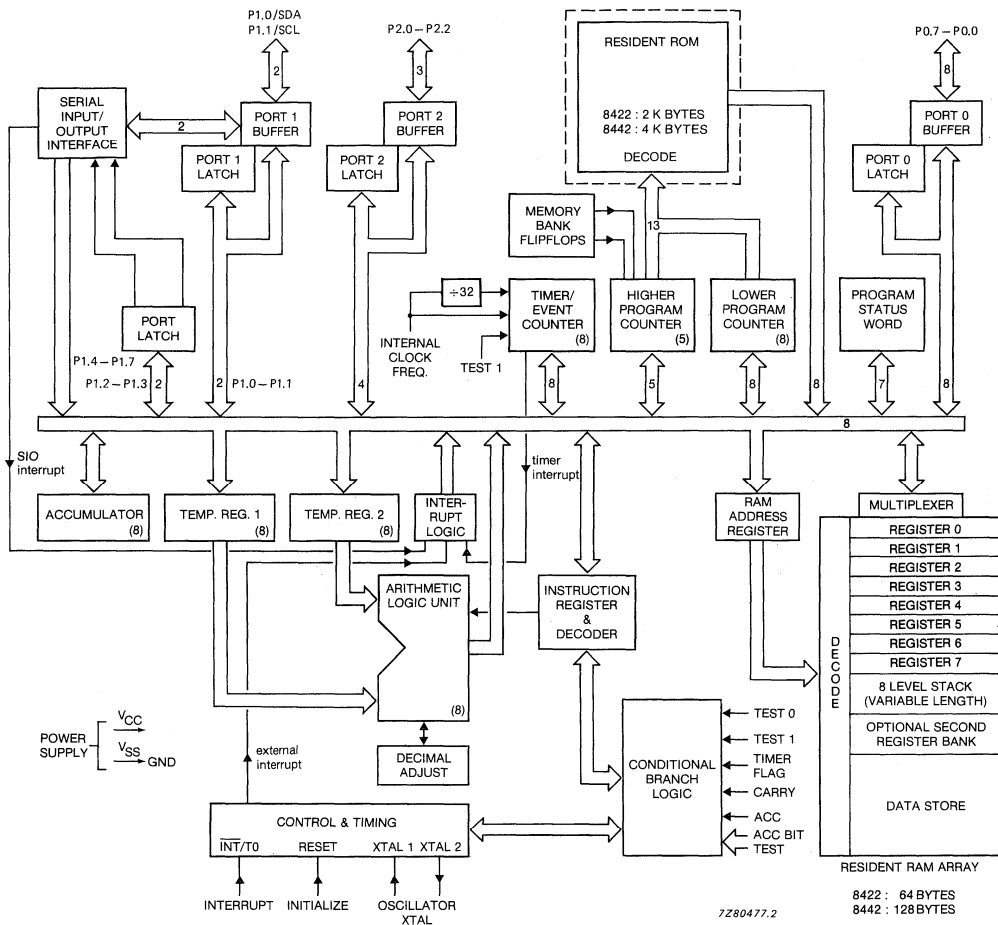 P1.0/SDA
P1.1/SCL
P2.0–P2.2
P0.7–P0.0
2
3
8
SERIAL
INPUT/
OUTPUT
INTERFACE
2
PORT 1
BUFFER
PORT 1
LATCH
PORT 2
BUFFER
PORT 2
LATCH
RESIDENT ROM
8422 : 2 K BYTES
8442 : 4 K BYTES
DECODE
PORT 0
BUFFER
PORT 0
LATCH
MEMORY
BANK
FLIPFLOPS
13
÷32
TIMER/
EVENT
COUNTER
(8)
HIGHER
PROGRAM
COUNTER
(5)
LOWER
PROGRAM
COUNTER
(8)
PROGRAM
STATUS
WORD
INTERNAL
CLOCK
FREQ.
TEST 1
PORT
LATCH
P1.4–P1.7
P1.2–P1.3
2
2
P1.0–P1.1
4
8
5
8
8
7
8
8
SIO
interrupt
timer
interrupt
ACCUMULATOR
(8)
TEMP. REG. 1
(8)
TEMP. REG. 2
(8)
INTER-
RUPT
LOGIC
RAM
ADDRESS
REGISTER
MULTIPLEXER
REGISTER 0
REGISTER 1
REGISTER 2
REGISTER 3
REGISTER 4
REGISTER 5
REGISTER 6
REGISTER 7
8 LEVEL STACK
(VARIABLE LENGTH)
OPTIONAL SECOND
REGISTER BANK
DATA STORE
DECODE
ARITHMETIC
LOGIC UNIT
(8)
INSTRUCTION
REGISTER
&
DECODER
DECIMAL
ADJUST
CONDITIONAL
BRANCH
LOGIC
TEST 0
TEST 1
TIMER
FLAG
CARRY
ACC
ACC BIT
TEST
POWER
SUPPLY
VCC
VSS
GND
external
interrupt
CONTROL & TIMING
INT/T0
RESET
XTAL 1
XTAL 2
INTERRUPT
INITIALIZE
OSCILLATOR
XTAL
RESIDENT RAM ARRAY
8422 : 64 BYTES
8442 : 128 BYTES
7Z80477.2